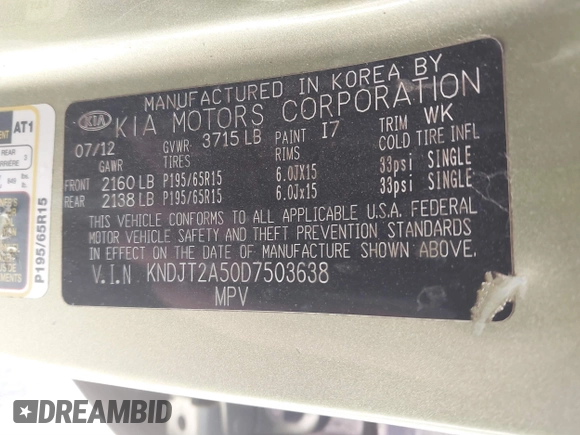 MANUFACTURED IN KOREA BY
KIA KIA MOTORS CORPORATION
07/12 GVWR 3715 LB PAINT I7 TRIM WK
GAWR TIRES RIMS COLD TIRE INFL
FRONT 2160 LB P195/65R15 6.0JX15 33psi SINGLE
REAR 2138 LB P195/65R15 6.0Jx15 33psi SINGLE
THIS VEHICLE CONFORMS TO ALL APPLICABLE U.S.A. FEDERAL
MOTOR VEHICLE SAFETY AND THEFT PREVENTION STANDARDS
IN EFFECT ON THE DATE OF MANUFACTURE SHOWN ABOVE.
V.I.N KNDJT2A50D7503638
MPV
AT1
REAR
P195/65R15
DREAMBID